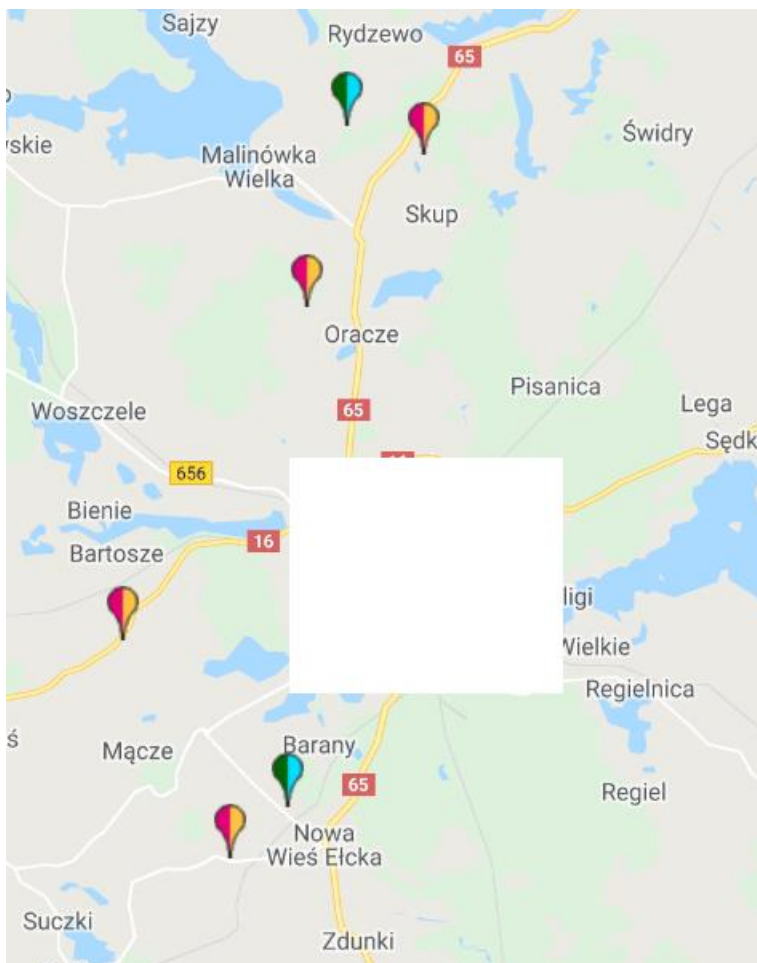 Sajzy
Rydzewo
65
Świdry
yskie
Malinówka
Wielka
Skup
Oracze
Pisanica
Lega
65
Woszczele
Sędk
656
Bienie
16
Bartosze
ligi
Wielkie
Regielnica
ś
Mącze
Barany
65
Regiel
Nowa
Wieś Ełcka
Suczki
Zdunki